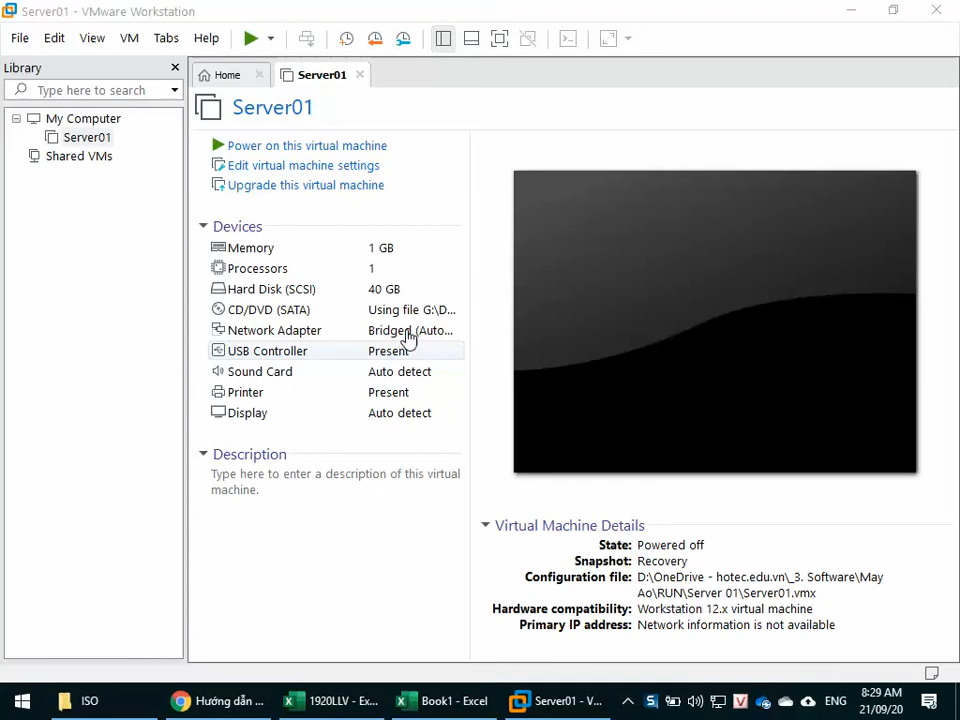 Server01 - VMware Workstation
File Edit View VM Tabs Help
Library
Home
Server01
Type here to search
Server01
My Computer
Server01
Shared VMs
Power on this virtual machine
Edit virtual machine settings
Upgrade this virtual machine
Devices
Memory 1 GB
Processors 1
Hard Disk (SCSI) 40 GB
CD/DVD (SATA) Using file G:\D...
Network Adapter Bridged (Auto...
USB Controller Present
Sound Card Auto detect
Printer Present
Display Auto detect
Description
Type here to enter a description of this virtual
machine.
Virtual Machine Details
State: Powered off
Snapshot: Recovery
Configuration file: D:\OneDrive - hotec.edu.vn\_3. Software\May
Ao\RUN\Server 01\Server01.vmx
Hardware compatibility: Workstation 12.x virtual machine
Primary IP address: Network information is not available
ISO
Hướng dẫn ...
1920LLV - Ex...
Book1 - Excel
Server01 - V...
ENG
8:29 AM
21/09/20